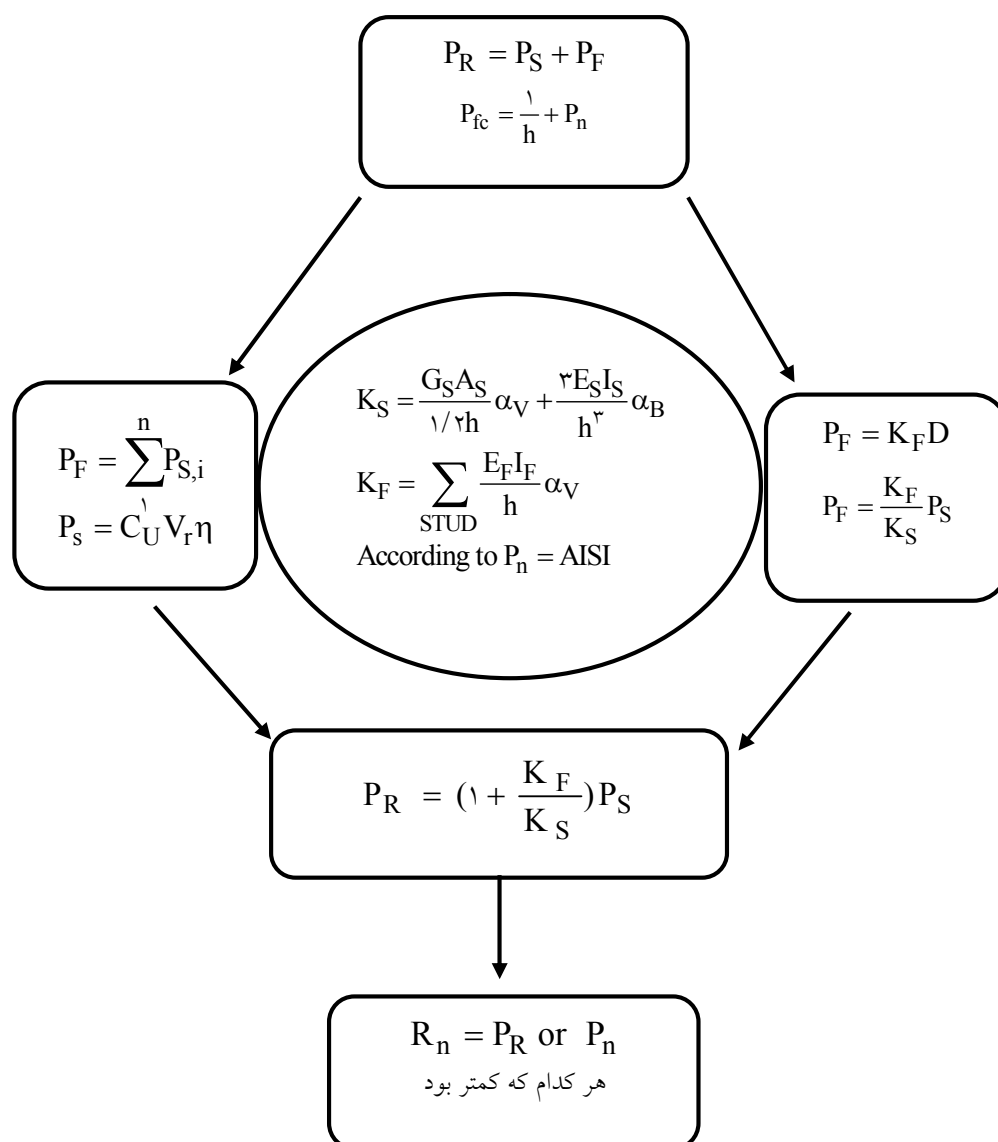 P_R = P_S + P_F
P_fc = ۱/h + P_n
K_S = (G_S A_S)/(۱/۲h) α_V + (۳E_S I_S)/(h^۳) α_B
K_F = ∑_STUD (E_F I_F)/h α_V
According to P_n = AISI
P_F = ∑_۱^n P_S,i
P_s = C_U V_r η
P_F = K_F D
P_F = (K_F/K_S) P_S
P_R = (۱ + K_F/K_S) P_S
R_n = P_R or P_n
هر کدام که کمتر بود